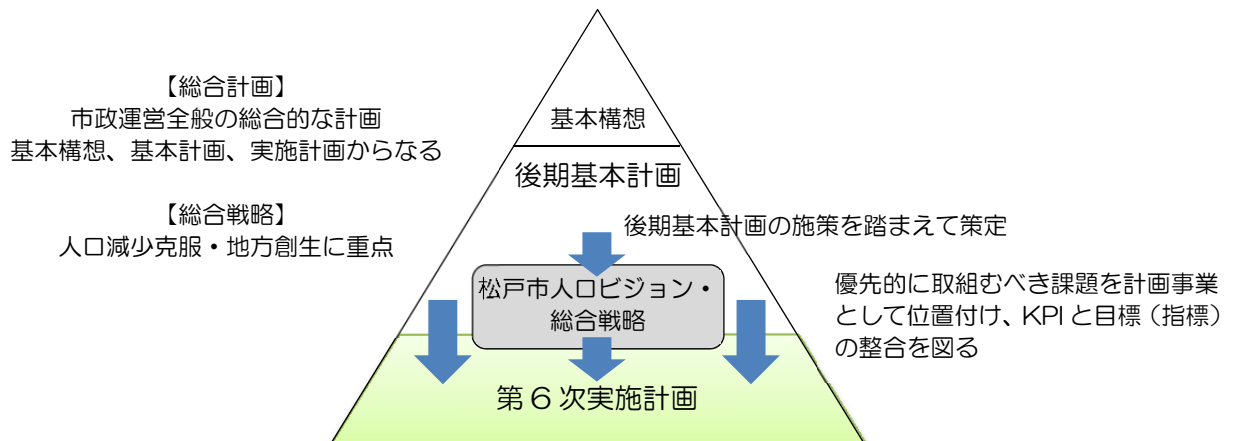 【総合計画】
市政運営全般の総合的な計画
基本構想、基本計画、実施計画からなる
【総合戦略】
人口減少克服・地方創生に重点
基本構想
後期基本計画
後期基本計画の施策を踏まえて策定
松戸市人口ビジョン・
総合戦略
優先的に取組むべき課題を計画事業
として位置付け、KPIと目標（指標）
の整合を図る
第6次実施計画